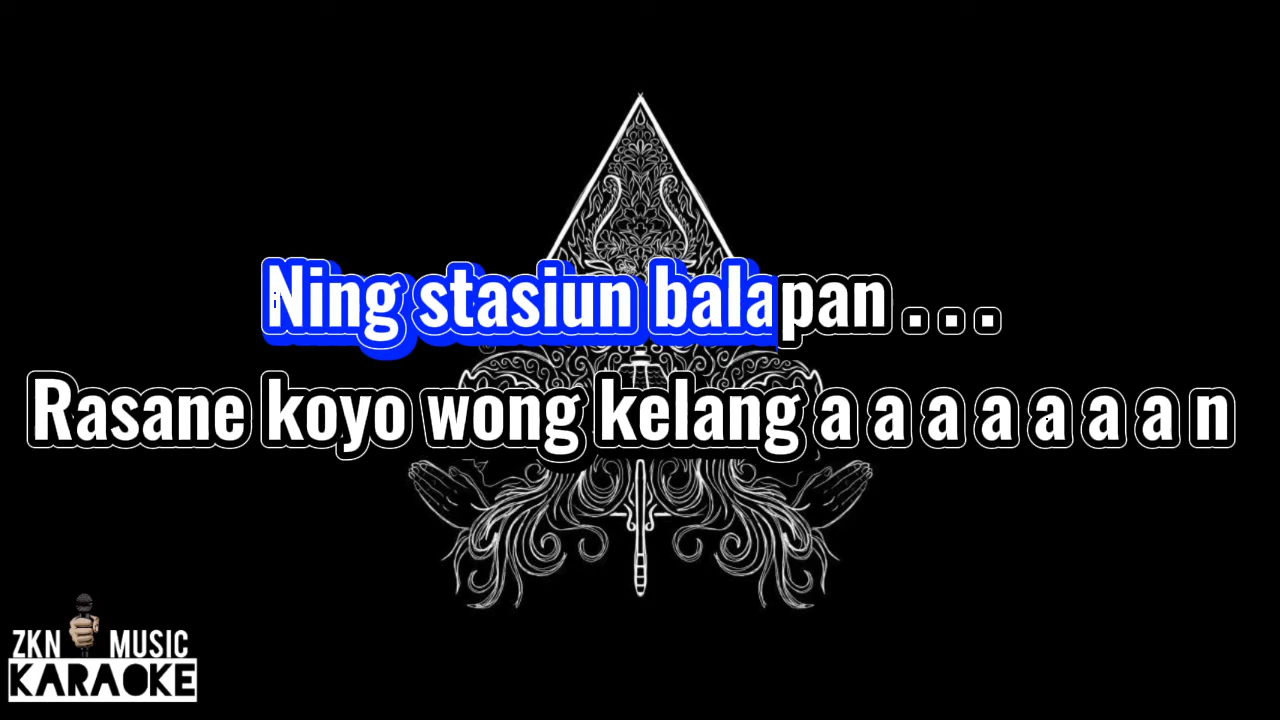 Ning stasiun balapan . . .
Rasane koyo wong kelang a a a a a a a n
ZKN MUSIC
KARAOKE